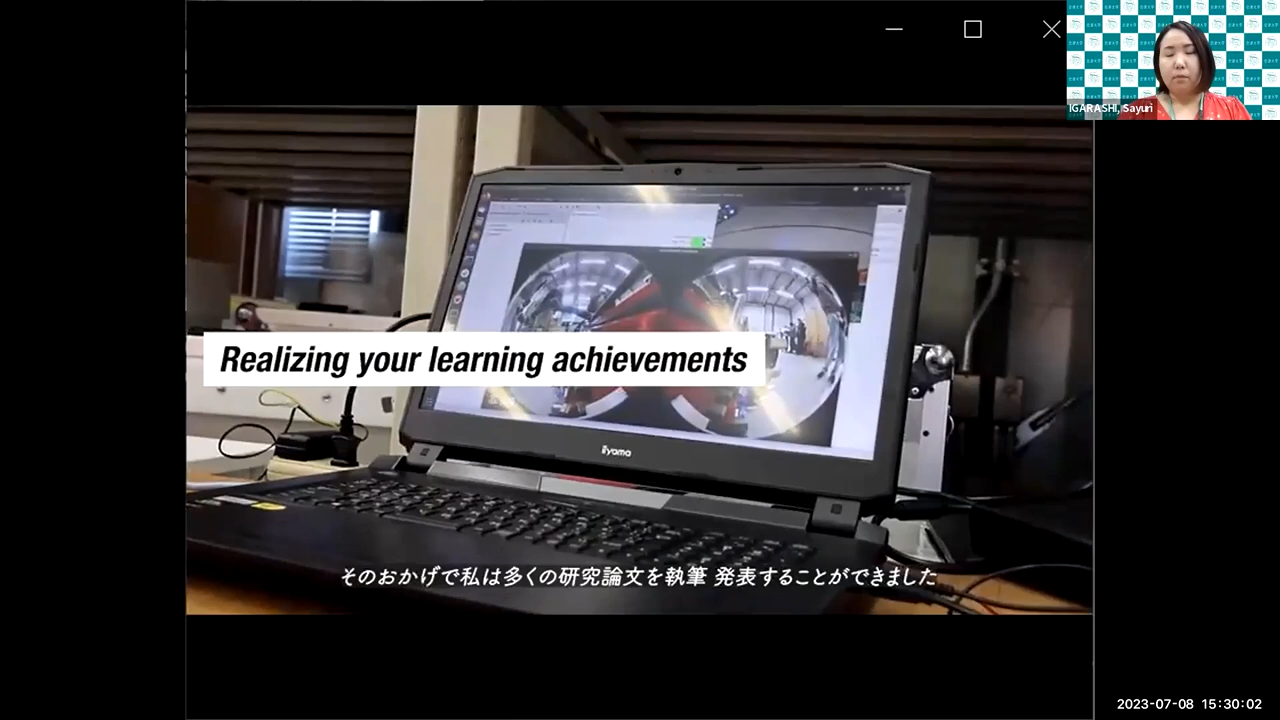 IGARASHI, Sayuri
Realizing your learning achievements
iiyama
そのおかげで私は多くの研究論文を執筆 発表することができました
2023-07-08 15:30:02